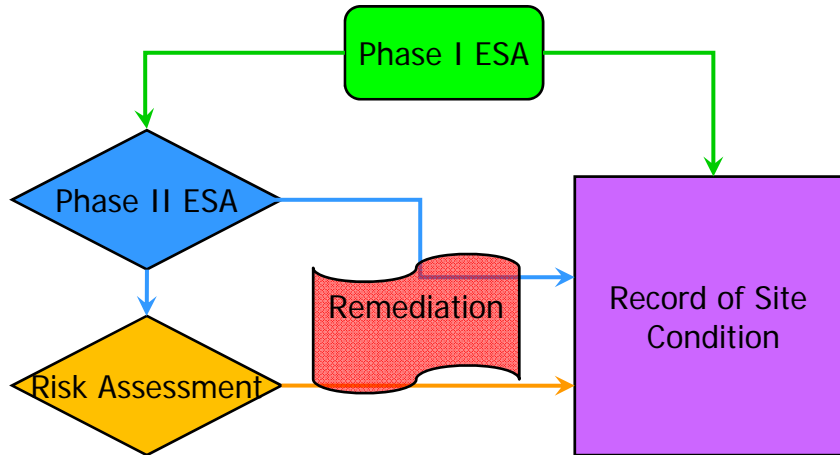 Phase I ESA
Phase II ESA
Remediation
Record of Site
Condition
Risk Assessment